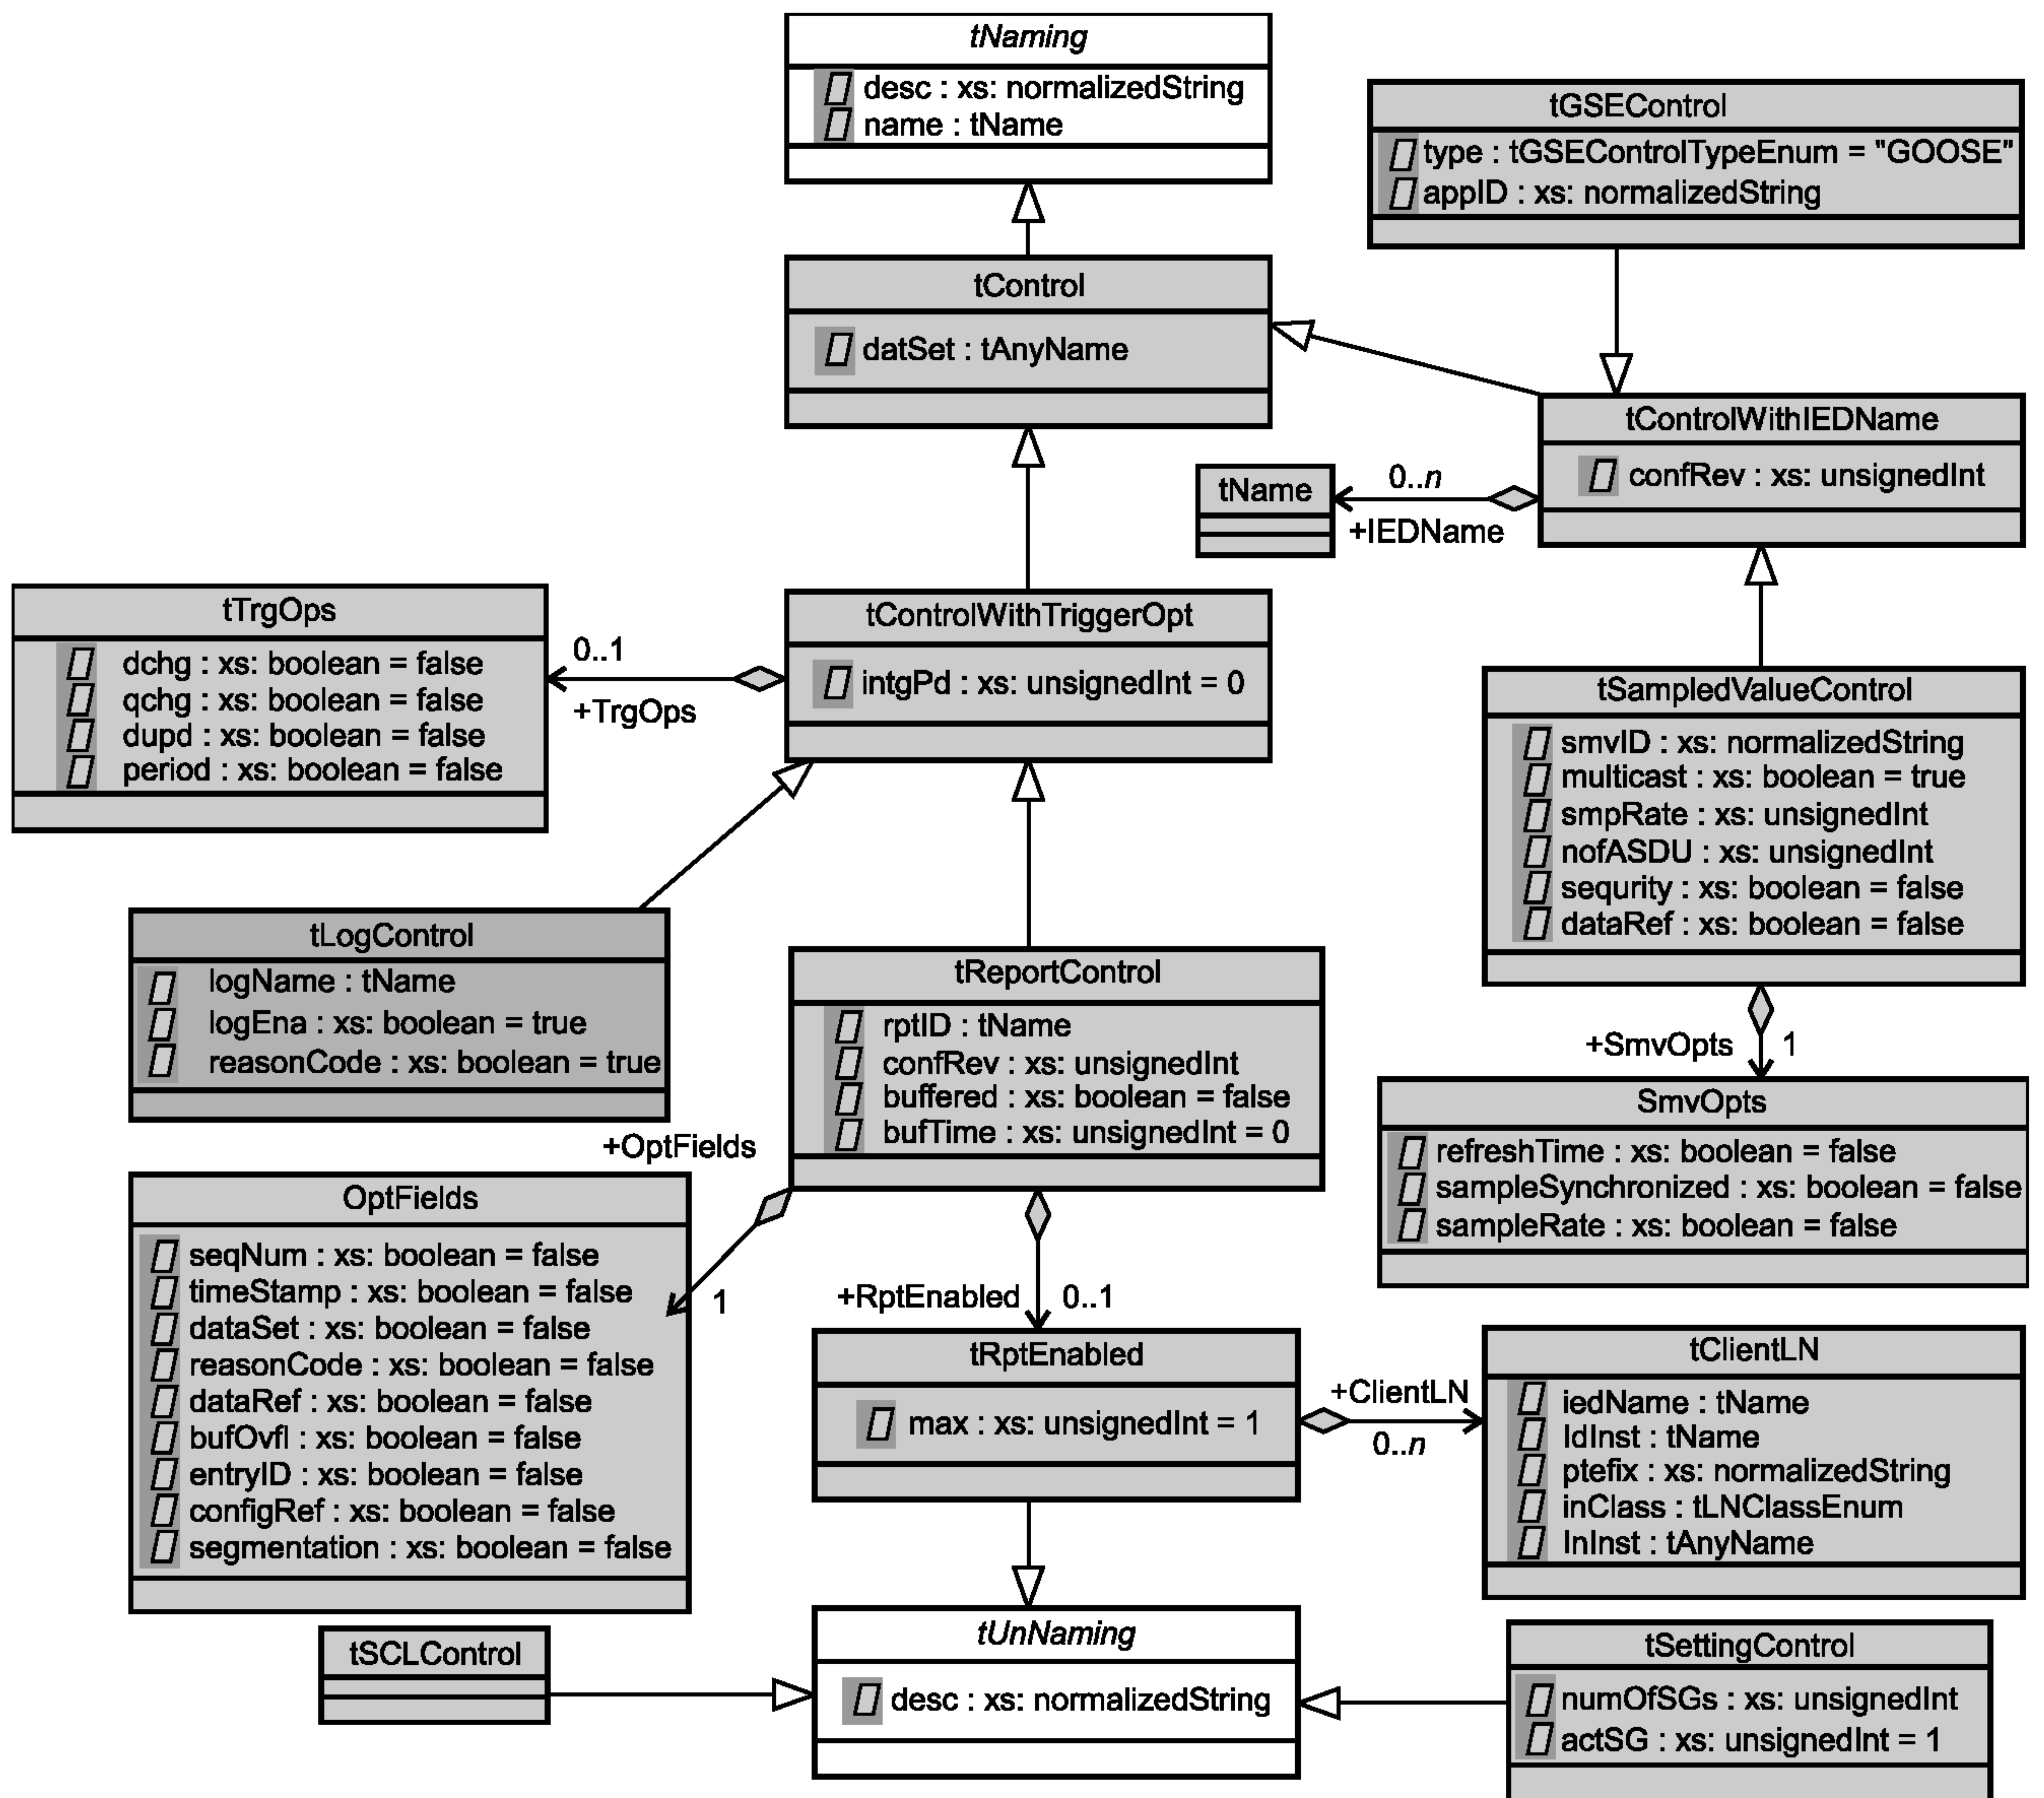 tNaming
desc : xs: normalizedString
name : tName
tGSEControl
type : tGSEControlTypeEnum = "GOOSE"
appID : xs: normalizedString
tControl
datSet : tAnyName
tControlWithIEDName
confRev : xs: unsignedInt
tName
0..n
+IEDName
tTrgOps
dchg : xs: boolean = false
qchg : xs: boolean = false
dupd : xs: boolean = false
period : xs: boolean = false
0..1
+TrgOps
tControlWithTriggerOpt
intgPd : xs: unsignedInt = 0
tSampledValueControl
smvID : xs: normalizedString
multicast : xs: boolean = true
smpRate : xs: unsignedInt
nofASDU : xs: unsignedInt
sequrity : xs: boolean = false
dataRef : xs: boolean = false
tLogControl
logName : tName
logEna : xs: boolean = true
reasonCode : xs: boolean = true
tReportControl
rptID : tName
confRev : xs: unsignedInt
buffered : xs: boolean = false
bufTime : xs: unsignedInt = 0
+SmvOpts 1
SmvOpts
refreshTime : xs: boolean = false
sampleSynchronized : xs: boolean = false
sampleRate : xs: boolean = false
+OptFields
1
OptFields
seqNum : xs: boolean = false
timeStamp : xs: boolean = false
dataSet : xs: boolean = false
reasonCode : xs: boolean = false
dataRef : xs: boolean = false
bufOvfl : xs: boolean = false
entryID : xs: boolean = false
configRef : xs: boolean = false
segmentation : xs: boolean = false
+RptEnabled 0..1
tRptEnabled
max : xs: unsignedInt = 1
+ClientLN
0..n
tClientLN
iedName : tName
ldInst : tName
ptefix : xs: normalizedString
inClass : tLNClassEnum
lnInst : tAnyName
tSCLControl
tUnNaming
desc : xs: normalizedString
tSettingControl
numOfSGs : xs: unsignedInt
actSG : xs: unsignedInt = 1